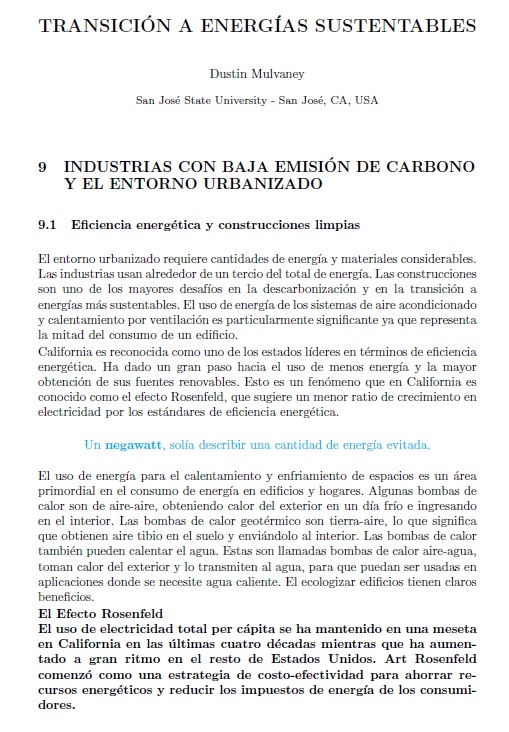 TRANSICIÓN A ENERGÍAS SUSTENTABLES
Dustin Mulvaney
San José State University - San José, CA, USA
9 INDUSTRIAS CON BAJA EMISIÓN DE CARBONO
Y EL ENTORNO URBANIZADO
9.1 Eficiencia energética y construcciones limpias
El entorno urbanizado requiere cantidades de energía y materiales considerables.
Las industrias usan alrededor de un tercio del total de energía. Las construcciones
son uno de los mayores desafíos en la descarbonización y en la transición a
energías más sustentables. El uso de energía de los sistemas de aire acondicionado
y calentamiento por ventilación es particularmente significante ya que representa
la mitad del consumo de un edificio.
California es reconocida como uno de los estados líderes en términos de eficiencia
energética. Ha dado un gran paso hacia el uso de menos energía y la mayor
obtención de sus fuentes renovables. Esto es un fenómeno que en California es
conocido como el efecto Rosenfeld, que sugiere un menor ratio de crecimiento en
electricidad por los estándares de eficiencia energética.
Un negawatt, solía describir una cantidad de energía evitada.
El uso de energía para el calentamiento y enfriamiento de espacios es un área
primordial en el consumo de energía en edificios y hogares. Algunas bombas de
calor son de aire-aire, obteniendo calor del exterior en un día frío e ingresando
en el interior. Las bombas de calor geotérmico son tierra-aire, lo que significa
que obtienen aire tibio en el suelo y enviándolo al interior. Las bombas de calor
también pueden calentar el agua. Estas son llamadas bombas de calor aire-agua,
toman calor del exterior y lo transmiten al agua, para que puedan ser usadas en
aplicaciones donde se necesite agua caliente. El ecologizar edificios tienen claros
beneficios.
El Efecto Rosenfeld
El uso de electricidad total per cápita se ha mantenido en una meseta
en California en las últimas cuatro décadas mientras que ha aumen-
tado a gran ritmo en el resto de Estados Unidos. Art Rosenfeld
comenzó como una estrategia de costo-efectividad para ahorrar re-
cursos energéticos y reducir los impuestos de energía de los consumi-
dores.